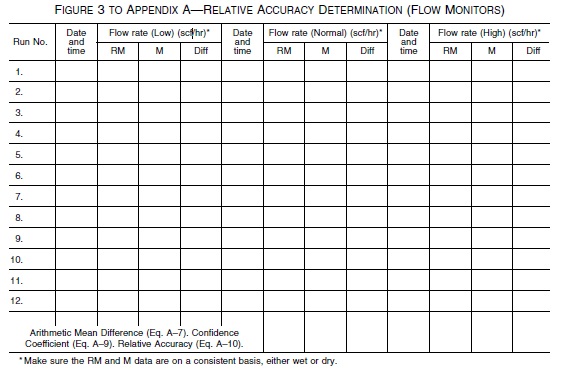 FIGURE 3 TO APPENDIX A—RELATIVE ACCURACY DETERMINATION (FLOW MONITORS)
Run No. Date and time Flow rate (Low) (scf/hr)* Date and time Flow rate (Normal) (scf/hr)* Date and time Flow rate (High) (scf/hr)*
RM M Diff RM M Diff RM M Diff
1.
2.
3.
4.
5.
6.
7.
8.
9.
10.
11.
12.
Arithmetic Mean Difference (Eq. A–7). Confidence
Coefficient (Eq. A–9). Relative Accuracy (Eq. A–10).
* Make sure the RM and M data are on a consistent basis, either wet or dry.